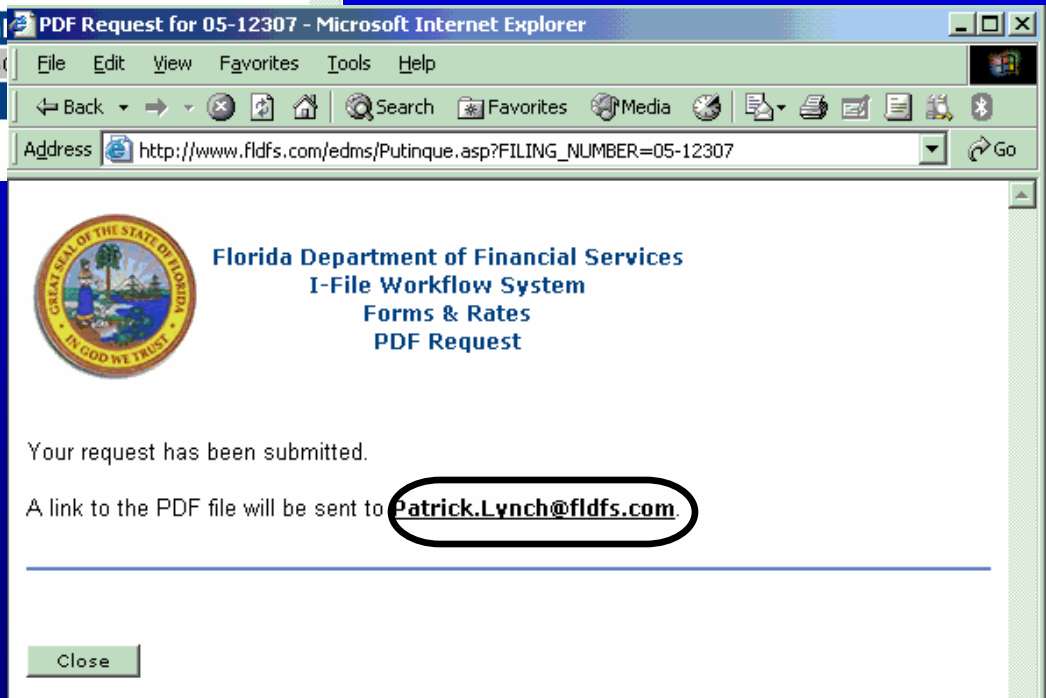 PDF Request for 05-12307 - Microsoft Internet Explorer
File Edit View Favorites Tools Help
Back Search Favorites Media
Address http://www.fldfs.com/edms/Putinque.asp?FILING_NUMBER=05-12307 Go
GREAT SEAL OF THE STATE OF FLORIDA
IN GOD WE TRUST
Florida Department of Financial Services
I-File Workflow System
Forms & Rates
PDF Request
Your request has been submitted.
A link to the PDF file will be sent to Patrick.Lynch@fldfs.com.
Close